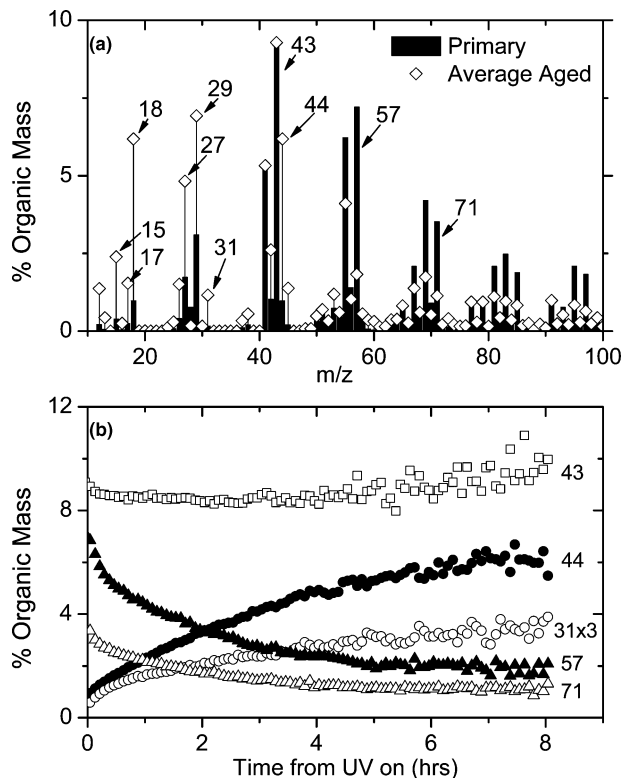 (a)
Primary
Average Aged
43
29
18
44
57
27
71
15
31
17
10
5
0
% Organic Mass
20 40 60 80 100
m/z
(b)
12
8
4
0
% Organic Mass
43
44
31x3
57
71
0 2 4 6 8
Time from UV on (hrs)